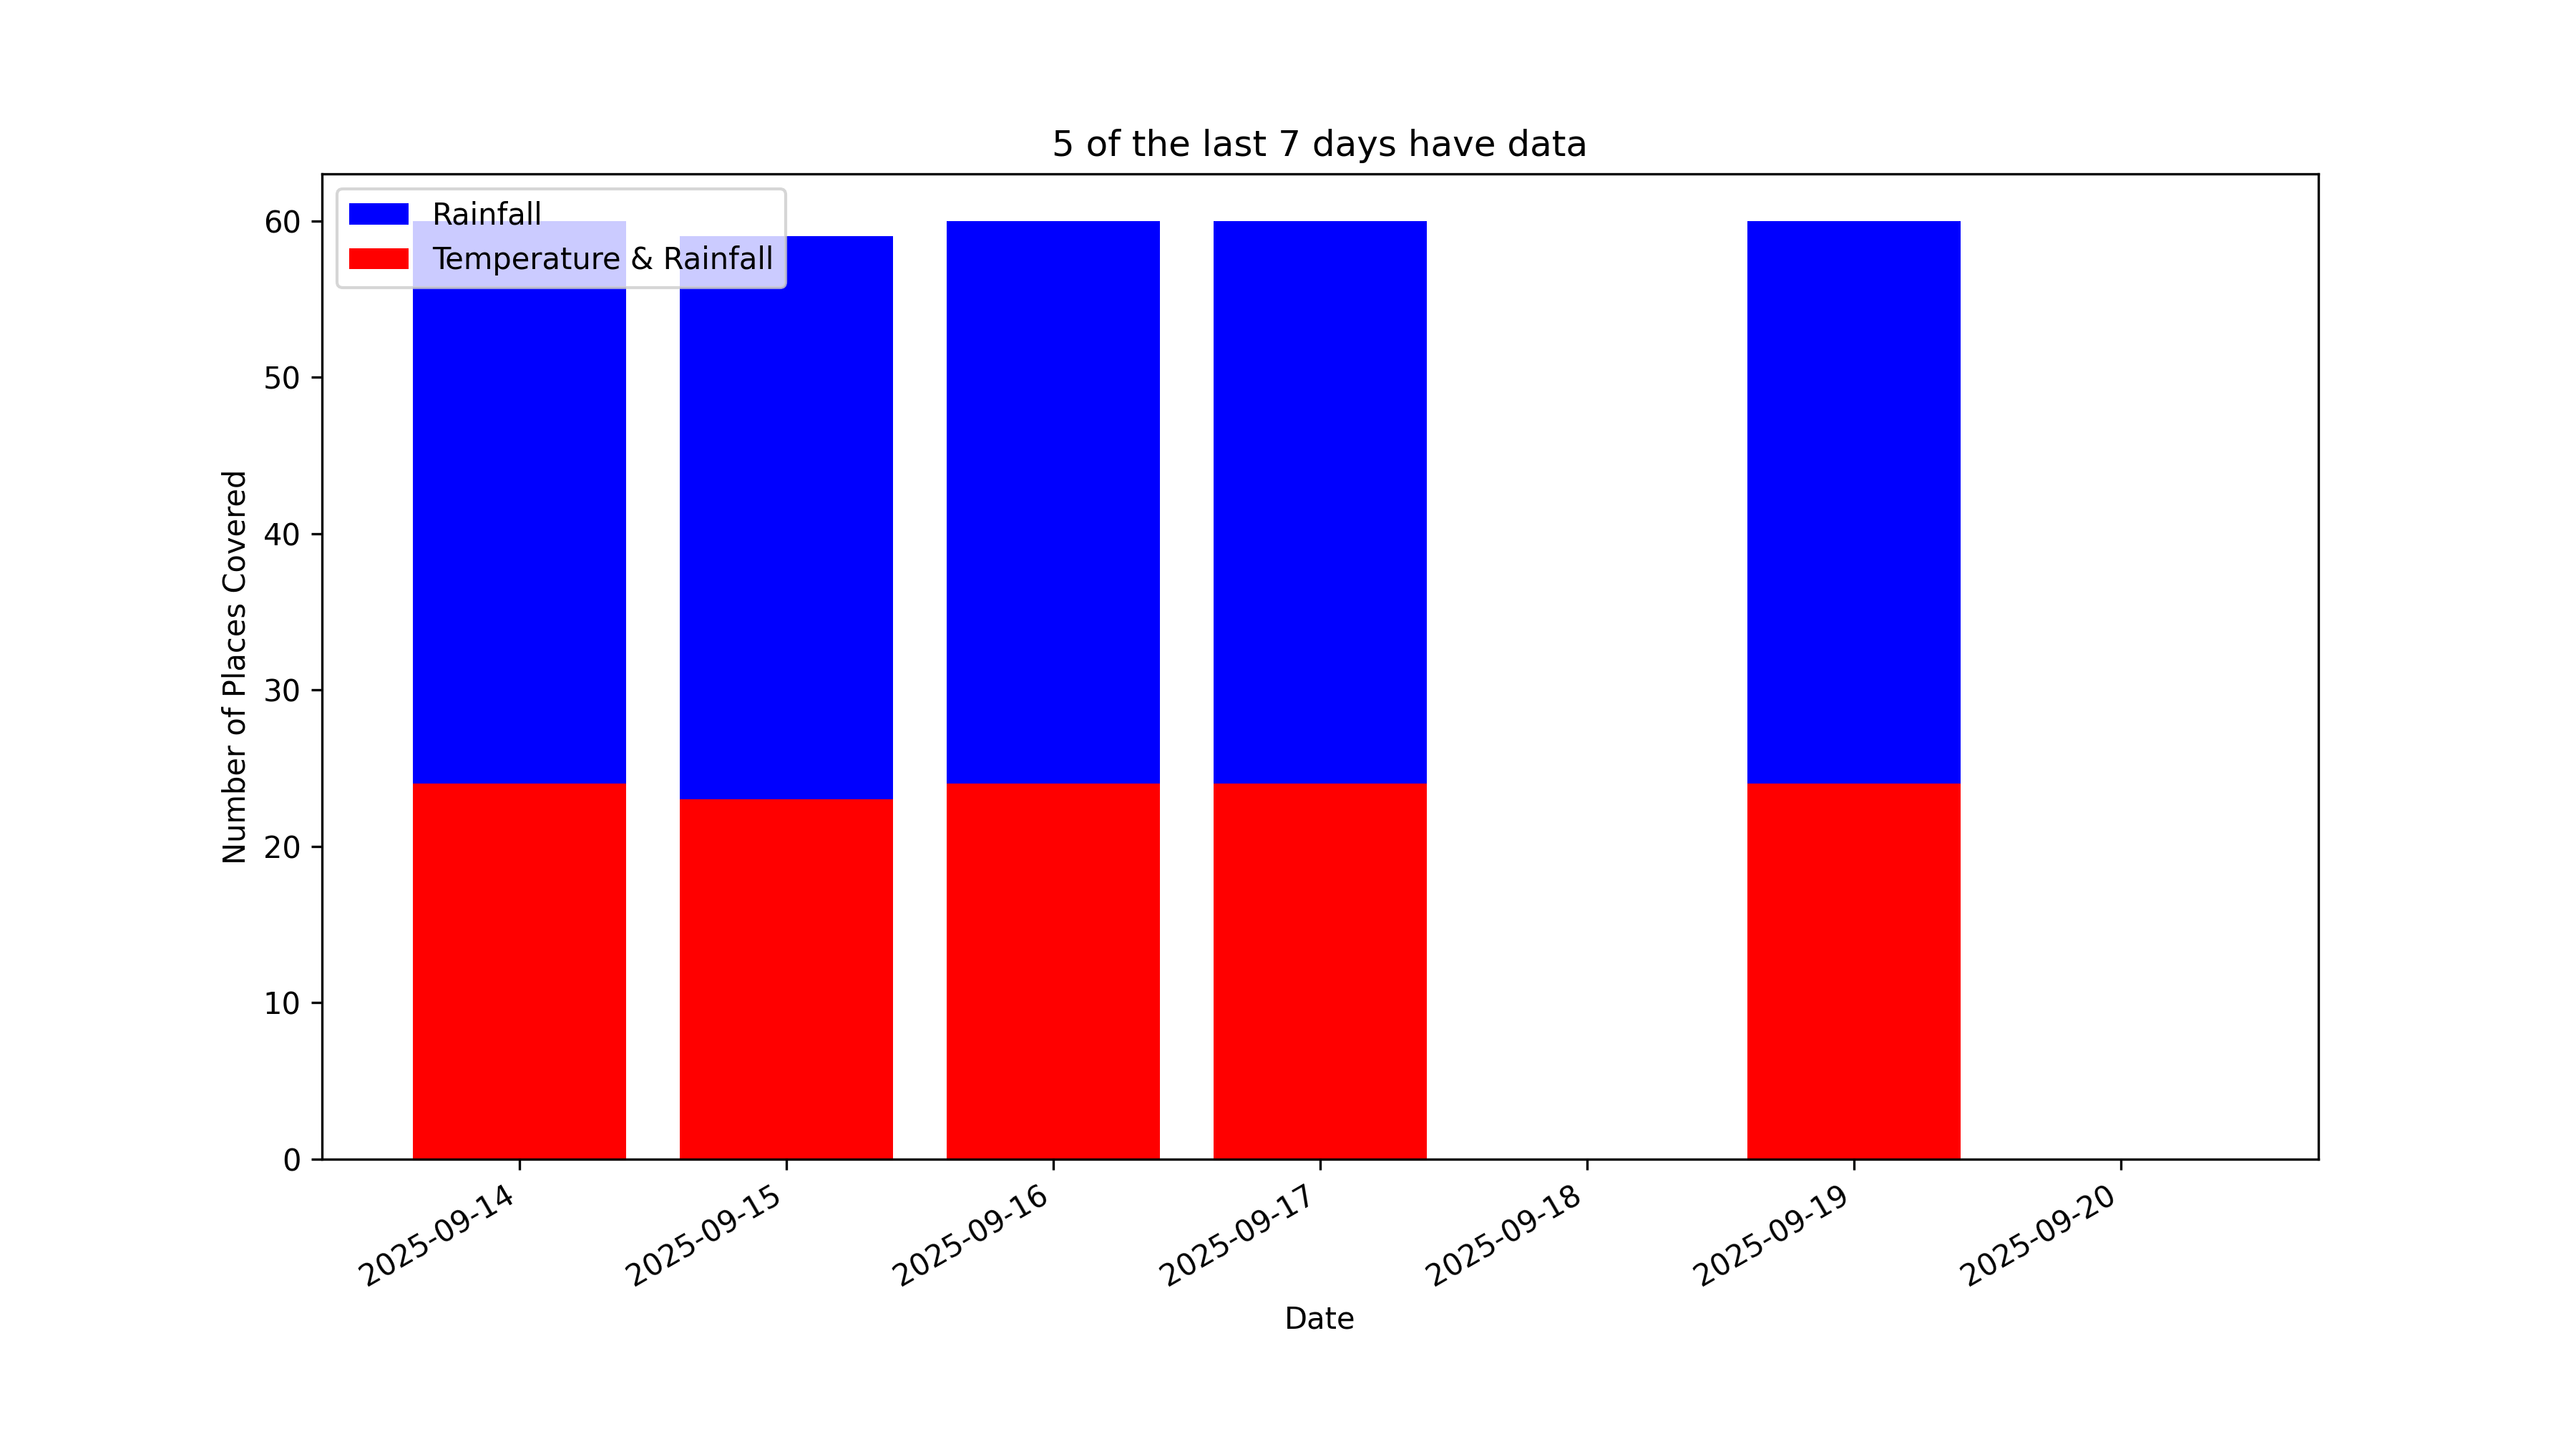 5 of the last 7 days have data
Rainfall
Temperature & Rainfall
60
50
40
30
20
10
0
Number of Places Covered
2025-09-14
2025-09-15
2025-09-16
2025-09-17
2025-09-18
2025-09-19
2025-09-20
Date